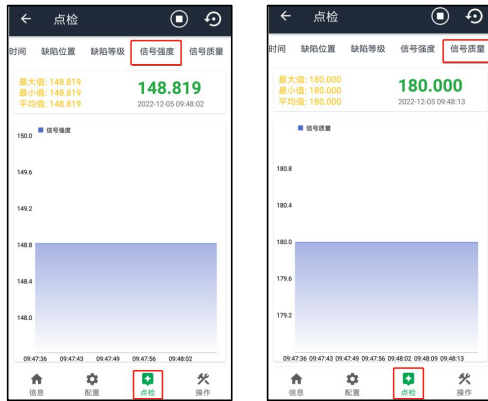 点检
时间 缺陷位置 缺陷等级 信号强度 信号质量
最大值: 148.819
最小值: 148.819
平均值: 148.819
148.819
2022-12-05 09:48:02
信号强度
150.0
149.6
149.2
148.8
148.4
148.0
09:47:36 09:47:43 09:47:49 09:47:56 09:48:02
信息 配置 点检 操作
点检
时间 缺陷位置 缺陷等级 信号强度 信号质量
最大值: 180.000
最小值: 180.000
平均值: 180.000
180.000
2022-12-05 09:48:13
信号质量
180.8
180.4
180.0
179.6
179.2
09:47:36 09:47:43 09:47:49 09:47:56 09:48:02 09:48:09 09:48:13
信息 配置 点检 操作